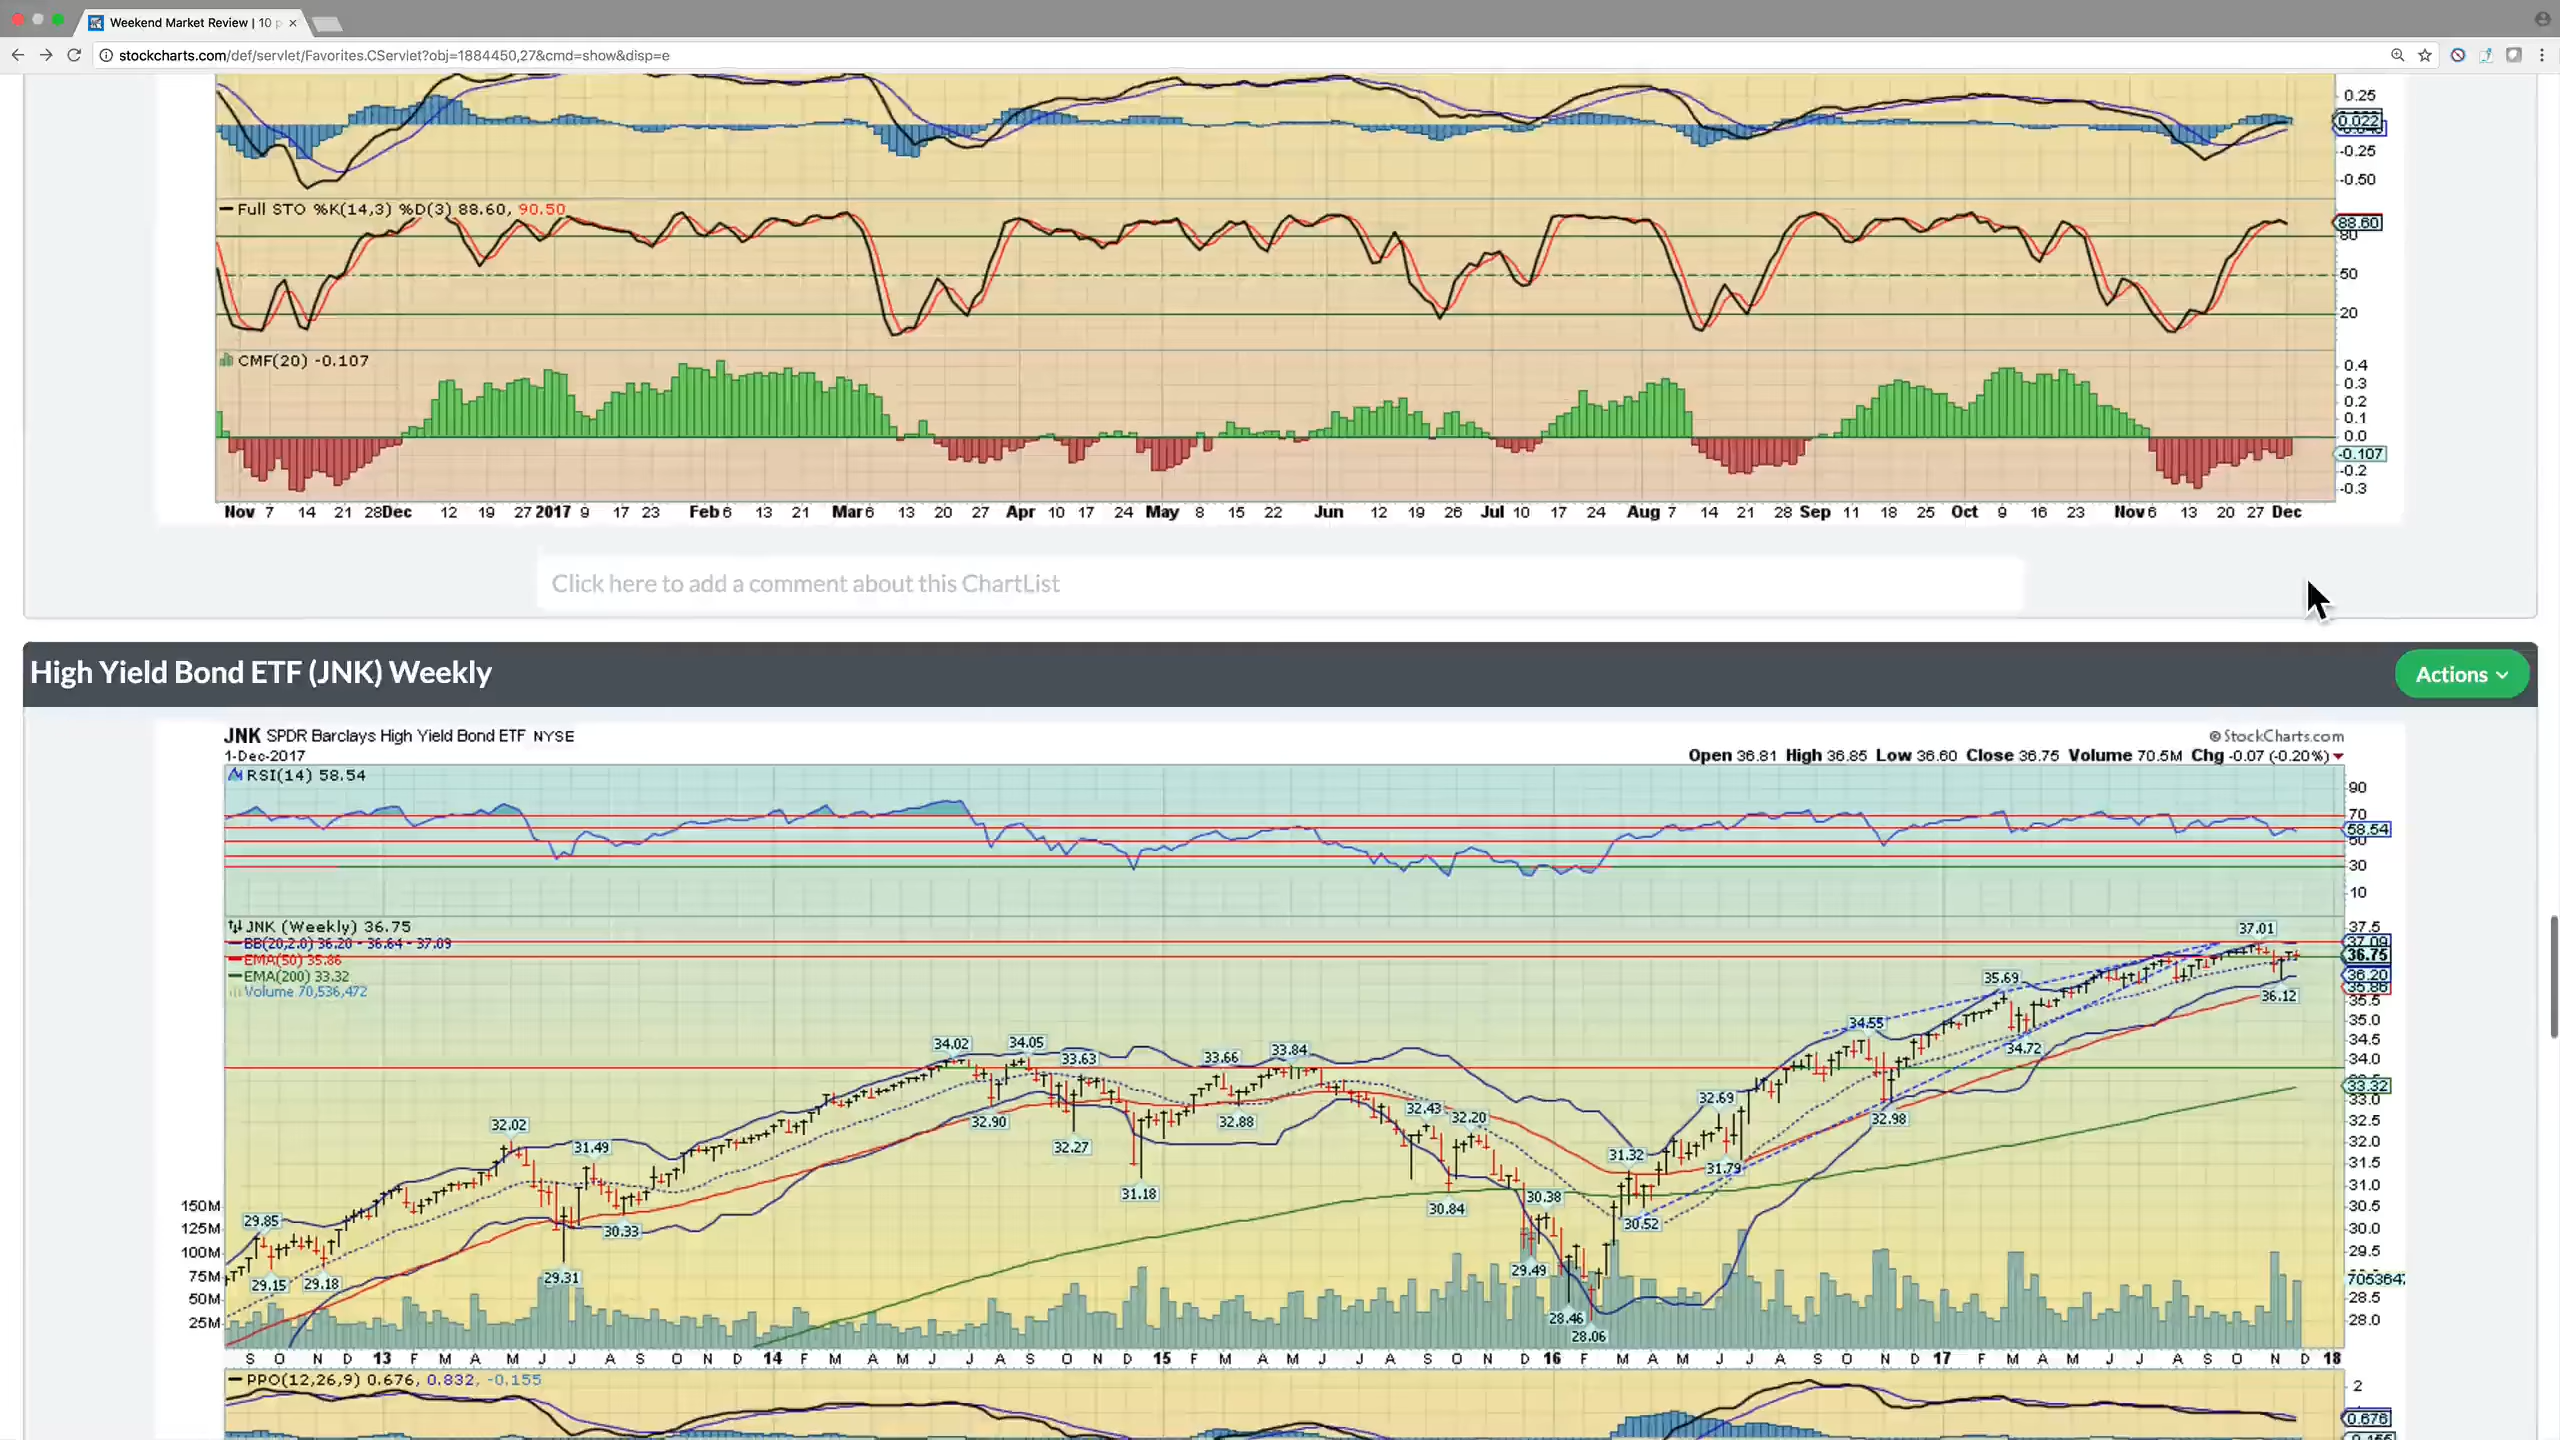 Weekend Market Review | 10 p
stockcharts.com/def/servlet/Favorites.CServlet?obj=1884450,27&cmd=show&disp=e
0.25
0.022
-0.25
-0.50
Full STO %K(14,3) %D(3) 88.60, 90.50
88.60
80
50
20
CMF(20) -0.107
0.4
0.3
0.2
0.1
0.0
-0.107
-0.2
-0.3
Nov 7 14 21 28 Dec 12 19 27 2017 9 17 23 Feb 6 13 21 Mar 6 13 20 27 Apr 10 17 24 May 8 15 22 Jun 12 19 26 Jul 10 17 24 Aug 7 14 21 28 Sep 11 18 25 Oct 9 16 23 Nov 6 13 20 27 Dec
Click here to add a comment about this ChartList
High Yield Bond ETF (JNK) Weekly
Actions
JNK SPDR Barclays High Yield Bond ETF NYSE
© StockCharts.com
1-Dec-2017
Open 36.81 High 36.85 Low 36.60 Close 36.75 Volume 70.5M Chg -0.07 (-0.20%)
RSI(14) 58.54
90
70
58.54
50
30
10
JNK (Weekly) 36.75
BB(20,2.0) 36.20 - 36.64 - 37.09
EMA(50) 35.86
EMA(200) 33.32
Volume 70,536,472
37.01
37.5
37.09
36.75
36.20
35.86
35.69
36.12
35.5
35.0
34.55
34.5
34.72
34.02 34.05 33.63 33.66 33.84
34.0
33.32
33.0
32.69
32.43 32.20
32.90 32.27 32.88
32.98
32.5
32.02
32.0
31.49
31.32
31.79
31.5
31.18
31.0
30.38
30.84
30.52
30.5
30.33
30.0
29.85
29.5
29.15 29.18 29.31
29.49
7053647
28.5
28.46
28.06
28.0
150M
125M
100M
75M
50M
25M
S O N D 13 F M A M J J A S O N D 14 F M A M J J A S O N D 15 F M A M J J A S O N D 16 F M A M J J A S O N D 17 F M A M J J A S O N D 18
PPO(12,26,9) 0.676, 0.832, -0.155
2
0.676